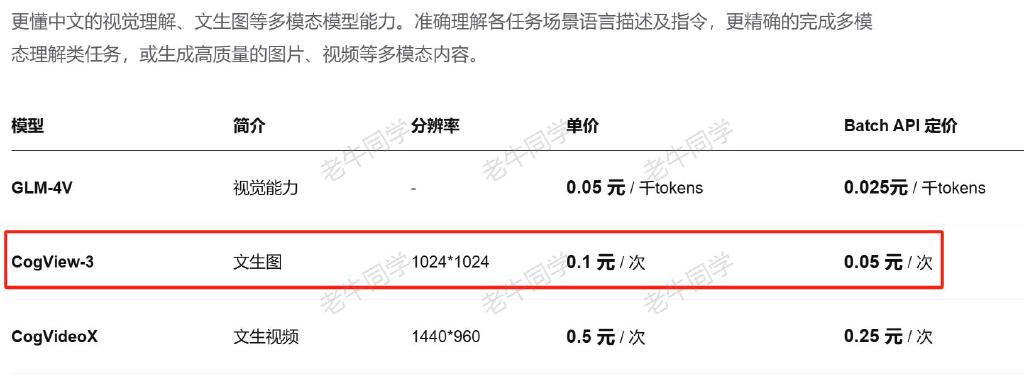 更懂中文的视觉理解、文生图等多模态模型能力。准确理解各任务场景语言描述及指令，更精确的完成多模
态理解类任务，或生成高质量的图片、视频等多模态内容。
模型 简介 分辨率 单价 Batch API 定价
GLM-4V 视觉能力 - 0.05 元 / 千tokens 0.025元 / 千tokens
CogView-3 文生图 1024*1024 0.1 元 / 次 0.05 元 / 次
CogVideoX 文生视频 1440*960 0.5 元 / 次 0.25 元 / 次
老牛同学 老牛同学 老牛同学
老牛同学 老牛同学 老牛同学